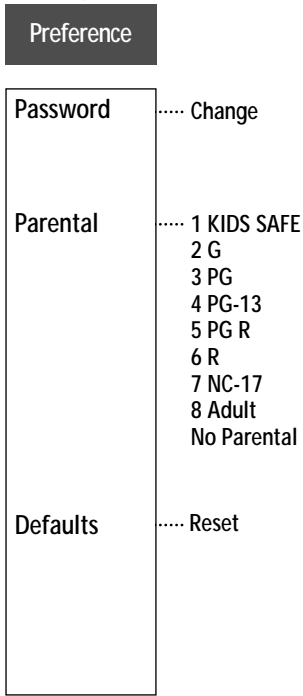 Preference
Password ...... Change
Parental ...... 1 KIDS SAFE
2 G
3 PG
4 PG-13
5 PG R
6 R
7 NC-17
8 Adult
No Parental
Defaults ...... Reset